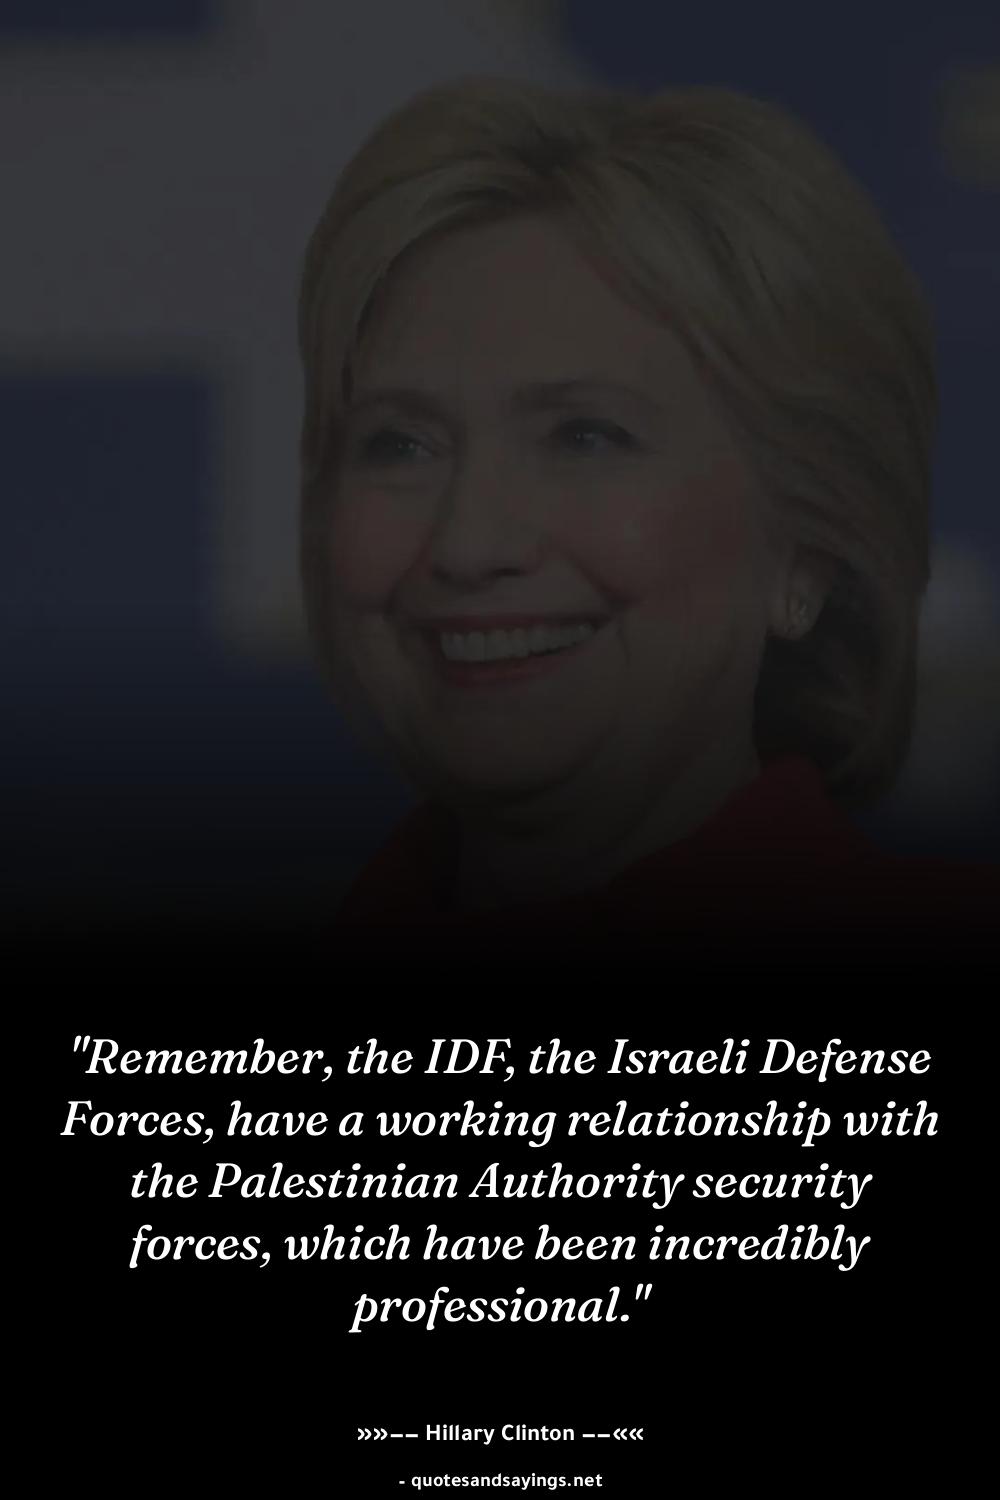 "Remember, the IDF, the Israeli Defense
Forces, have a working relationship with
the Palestinian Authority security
forces, which have been incredibly
professional."
»»−− Hillary Clinton −−««
- quotesandsayings.net